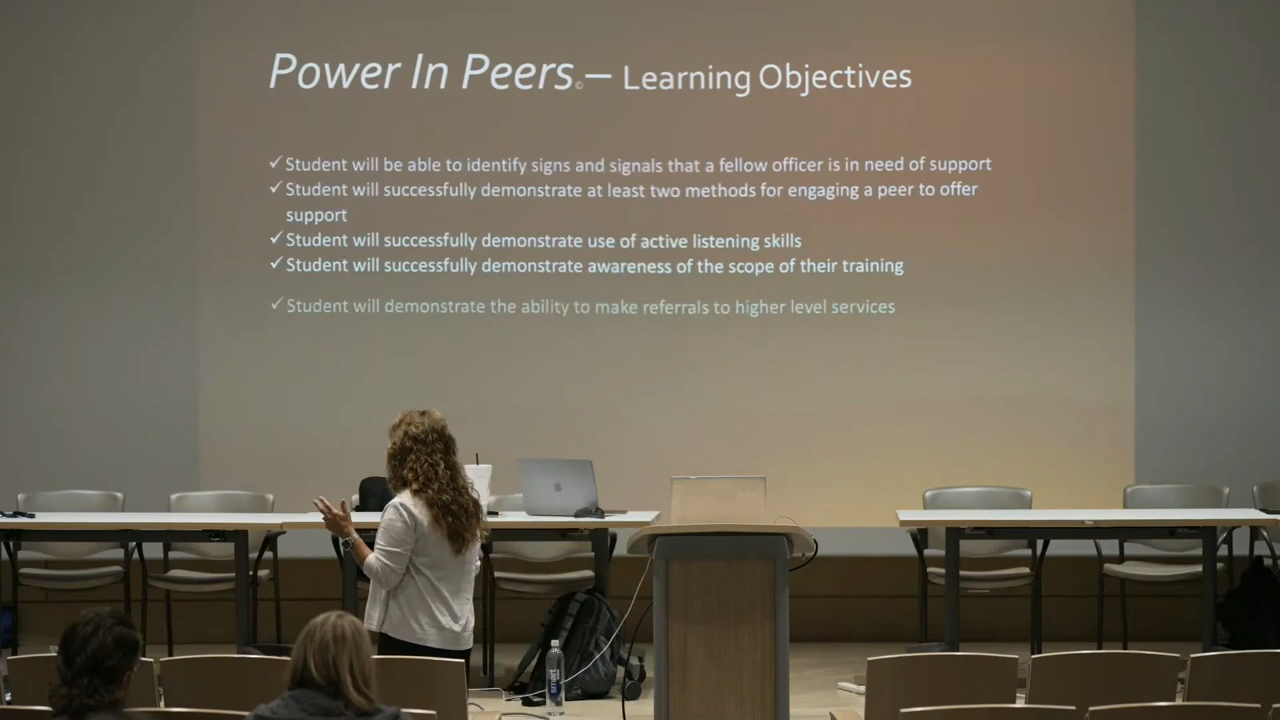 Power In Peers© – Learning Objectives
✓Student will be able to identify signs and signals that a fellow officer is in need of support
✓Student will successfully demonstrate at least two methods for engaging a peer to offer
support
✓Student will successfully demonstrate use of active listening skills
✓Student will successfully demonstrate awareness of the scope of their training
✓Student will demonstrate the ability to make referrals to higher level services
smart